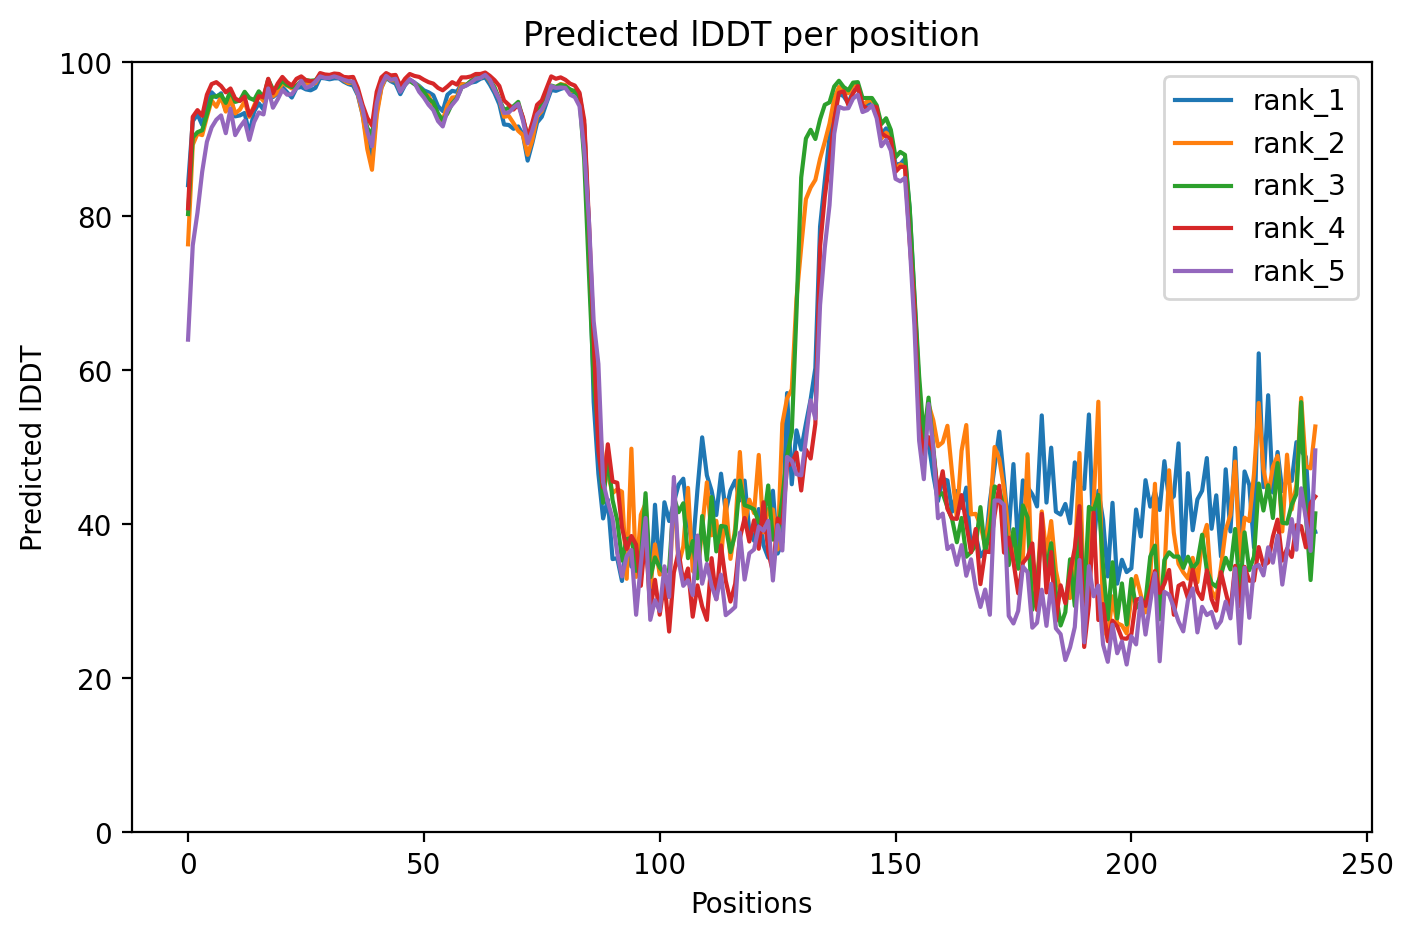 Predicted lDDT per position
100
80
60
40
20
0
Predicted lDDT
0 50 100 150 200 250
Positions
rank_1
rank_2
rank_3
rank_4
rank_5